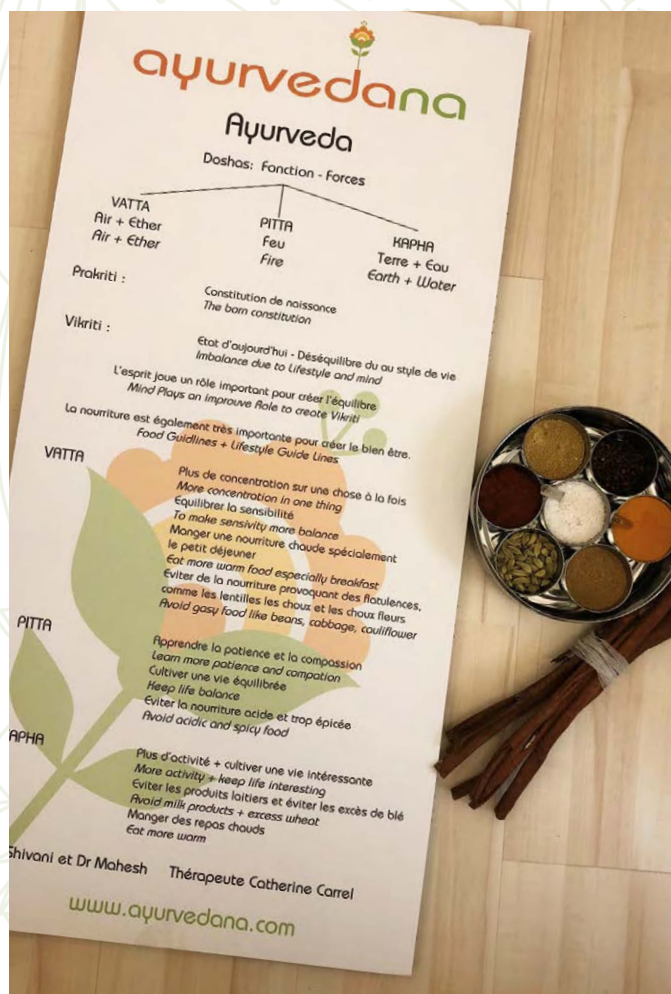 ayurvedana
Ayurveda
Doshas: Fonction - Forces
VATTA
Air + Ether
Air + Ether
PITTA
Feu
Fire
KAPHA
Terre + Eau
Earth + Water
Prakriti :
Constitution de naissance
The born constitution
Vikriti :
Etat d'aujourd'hui - Déséquilibre du au style de vie
Imbalance due to Lifestyle and mind
L'esprit joue un rôle important pour créer l'équilibre
Mind Plays an improuve Role to create Vikriti
La nourriture est également très importante pour créer le bien être.
Food Guidlines + Lifestyle Guide Lines
VATTA
Plus de concentration sur une chose à la fois
More concentration in one thing
Equilibrer la sensibilité
To make sensivity more balance
Manger une nourriture chaude spécialement
le petit déjeuner
Eat more warm food especially breakfast
Eviter de la nourriture provoquant des flatulences,
comme les lentilles les choux et les choux fleurs
Avoid gasy food like beans, cabbage, cauliflower
PITTA
Apprendre la patience et la compassion
Learn more patience and compation
Cultiver une vie équilibrée
Keep life balance
Eviter la nourriture acide et trop épicée
Avoid acidic and spicy food
APHA
Plus d'activité + cultiver une vie intéressante
More activity + keep life interesting
Eviter les produits laitiers et éviter les excès de blé
Avoid milk products + excess wheat
Manger des repas chauds
Eat more warm
Shivani et Dr Mahesh Thérapeute Catherine Carrel
www.ayurvedana.com